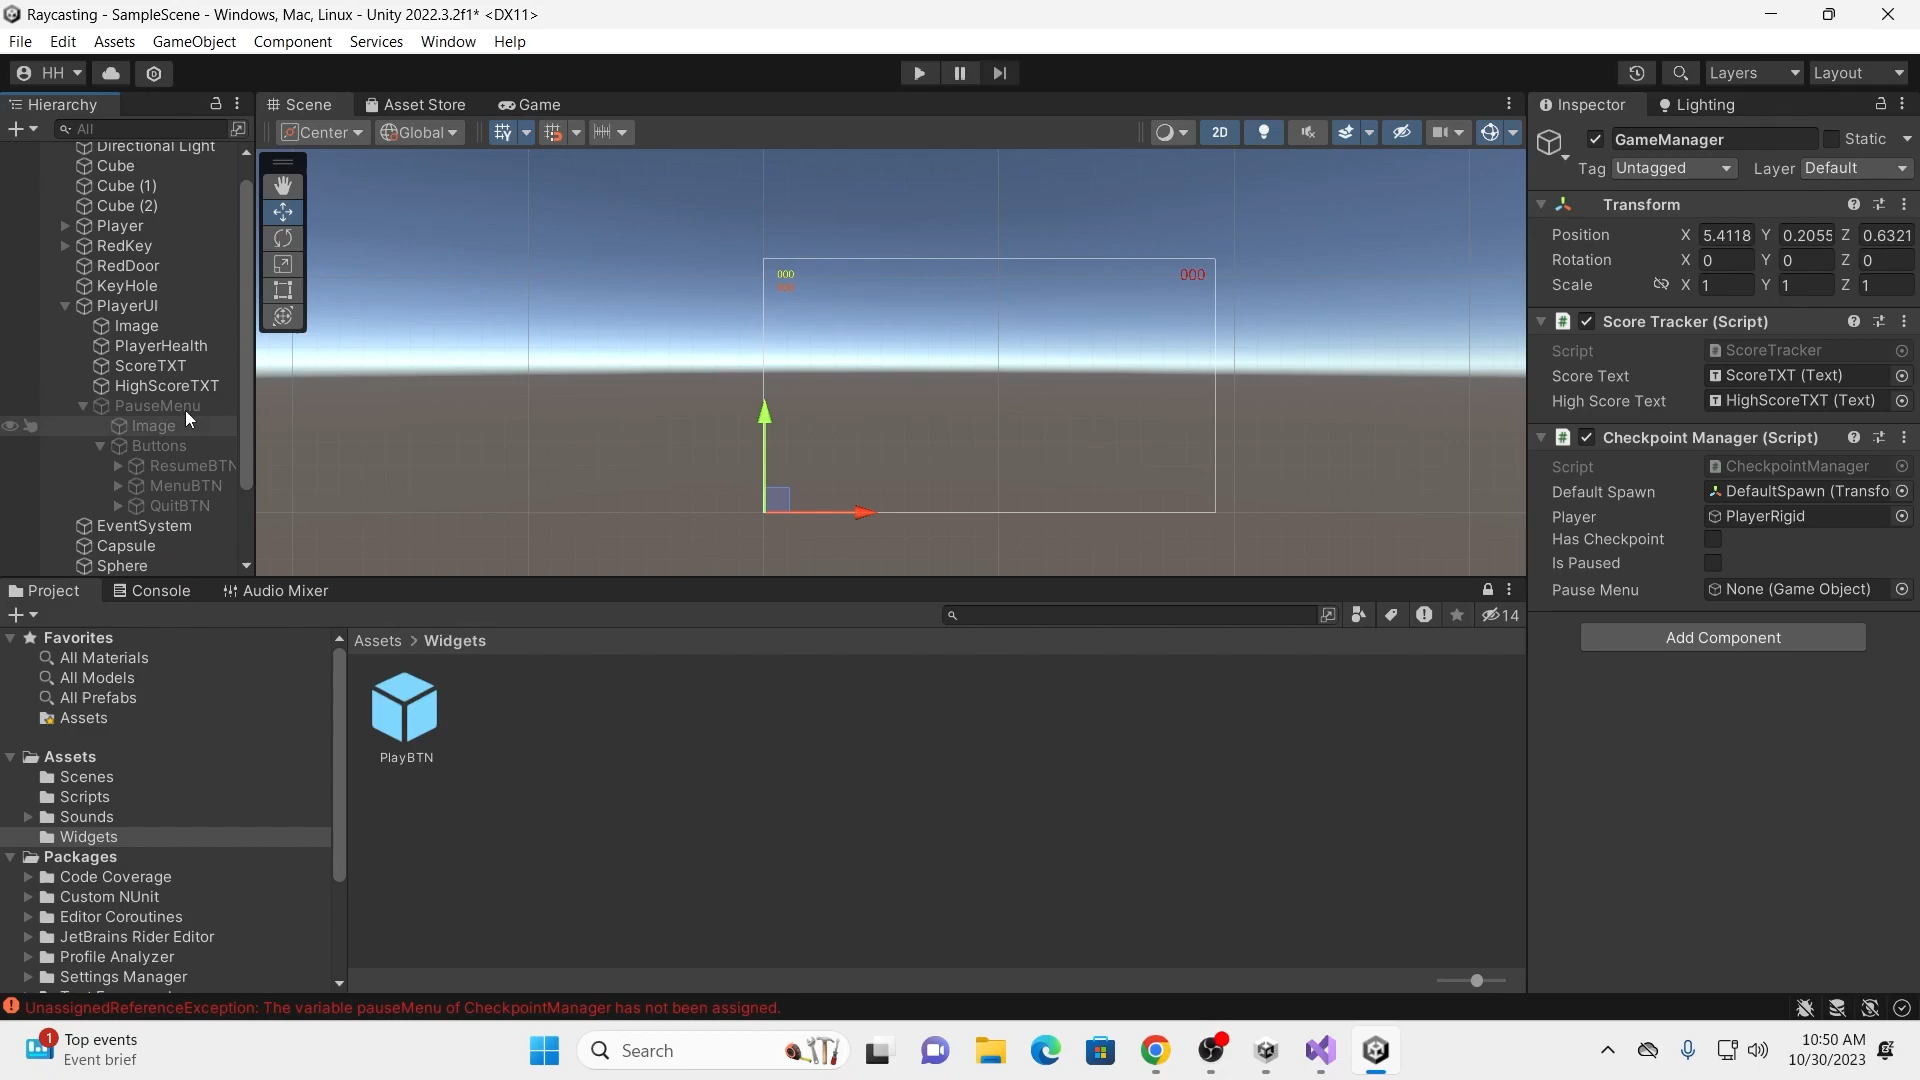 Raycasting - SampleScene - Windows, Mac, Linux - Unity 2022.3.2f1* <DX11>
File Edit Assets GameObject Component Services Window Help
HH Layers Layout
Hierarchy
All
Directional Light
Cube
Cube (1)
Cube (2)
Player
RedKey
RedDoor
KeyHole
PlayerUI
Image
PlayerHealth
ScoreTXT
HighScoreTXT
PauseMenu
Image
Buttons
ResumeBTN
MenuBTN
QuitBTN
EventSystem
Capsule
Sphere
Scene Asset Store Game
Center Global 2D
000 000
000
Inspector Lighting
GameManager Static
Tag Untagged Layer Default
Transform
Position X 5.4118 Y 0.2055 Z 0.6321
Rotation X 0 Y 0 Z 0
Scale X 1 Y 1 Z 1
Score Tracker (Script)
Script ScoreTracker
Score Text ScoreTXT (Text)
High Score Text HighScoreTXT (Text)
Checkpoint Manager (Script)
Script CheckpointManager
Default Spawn DefaultSpawn (Transfo
Player PlayerRigid
Has Checkpoint
Is Paused
Pause Menu None (Game Object)
Add Component
Project Console Audio Mixer
14
Favorites
All Materials
All Models
All Prefabs
Assets
Assets
Scenes
Scripts
Sounds
Widgets
Packages
Code Coverage
Custom NUnit
Editor Coroutines
JetBrains Rider Editor
Profile Analyzer
Settings Manager
Assets > Widgets
PlayBTN
UnassignedReferenceException: The variable pauseMenu of CheckpointManager has not been assigned.
1
Top events
Event brief
Search
10:50 AM
10/30/2023